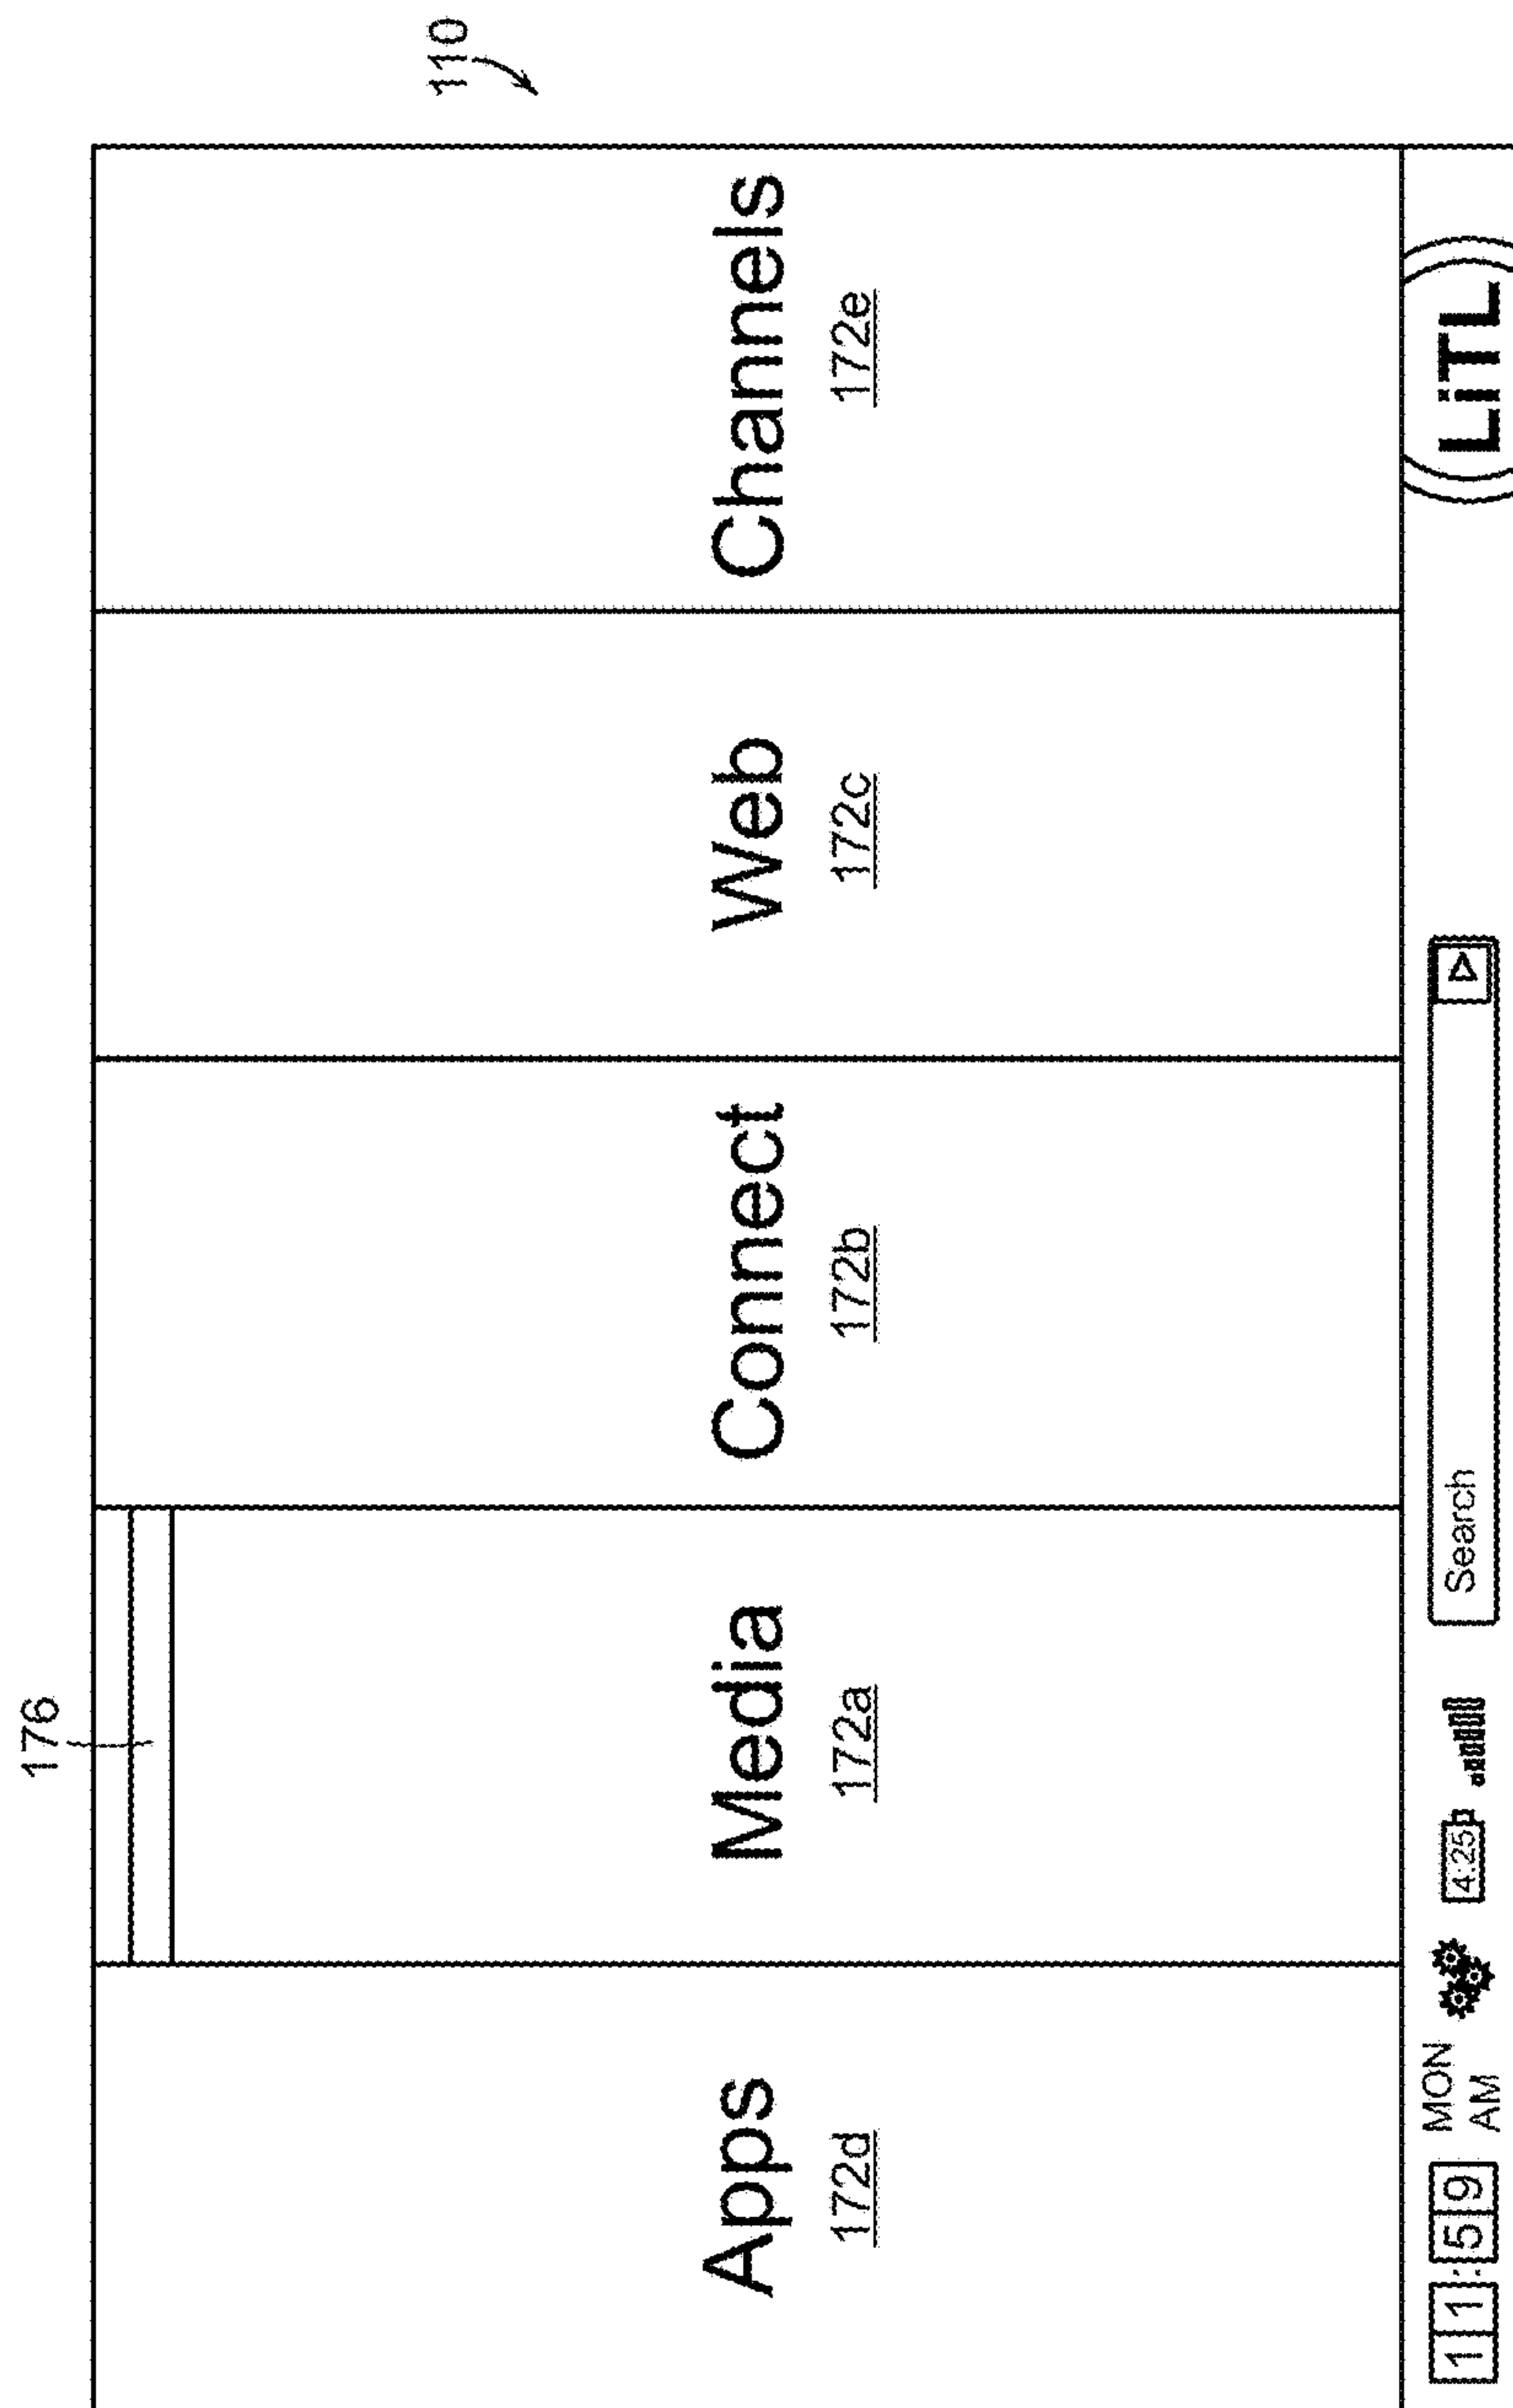 110
176
Apps Media Connect Web Channels
172d 172a 172b 172c 172e
11:59 MON AM 4:25 Search LiTL